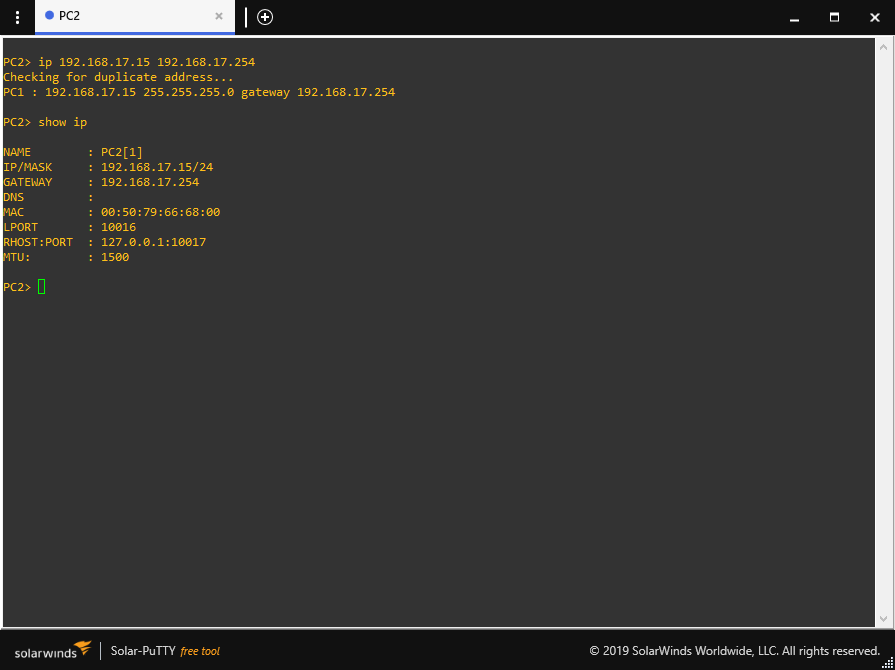 PC2
PC2> ip 192.168.17.15 192.168.17.254
Checking for duplicate address...
PC1 : 192.168.17.15 255.255.255.0 gateway 192.168.17.254
PC2> show ip
NAME        : PC2[1]
IP/MASK     : 192.168.17.15/24
GATEWAY     : 192.168.17.254
DNS         :
MAC         : 00:50:79:66:68:00
LPORT       : 10016
RHOST:PORT  : 127.0.0.1:10017
MTU:        : 1500
PC2>
solarwinds Solar-PuTTY free tool © 2019 SolarWinds Worldwide, LLC. All rights reserved.